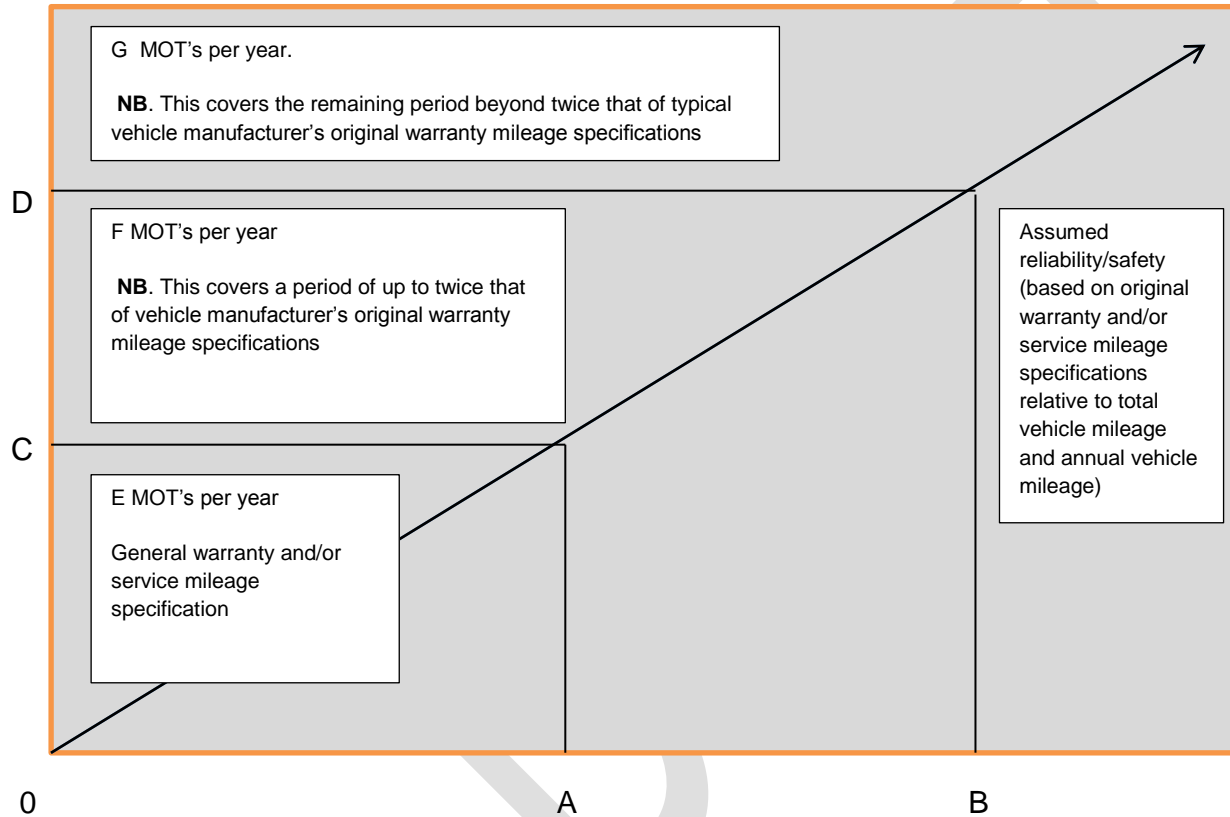 G  MOT’s per year.
NB. This covers the remaining period beyond twice that of typical
vehicle manufacturer’s original warranty mileage specifications
D
F MOT’s per year
NB. This covers a period of up to twice that
of vehicle manufacturer’s original warranty
mileage specifications
Assumed
reliability/safety
(based on original
warranty and/or
service mileage
specifications
relative to total
vehicle mileage
and annual vehicle
mileage)
C
E MOT’s per year
General warranty and/or
service mileage
specification
0
A
B